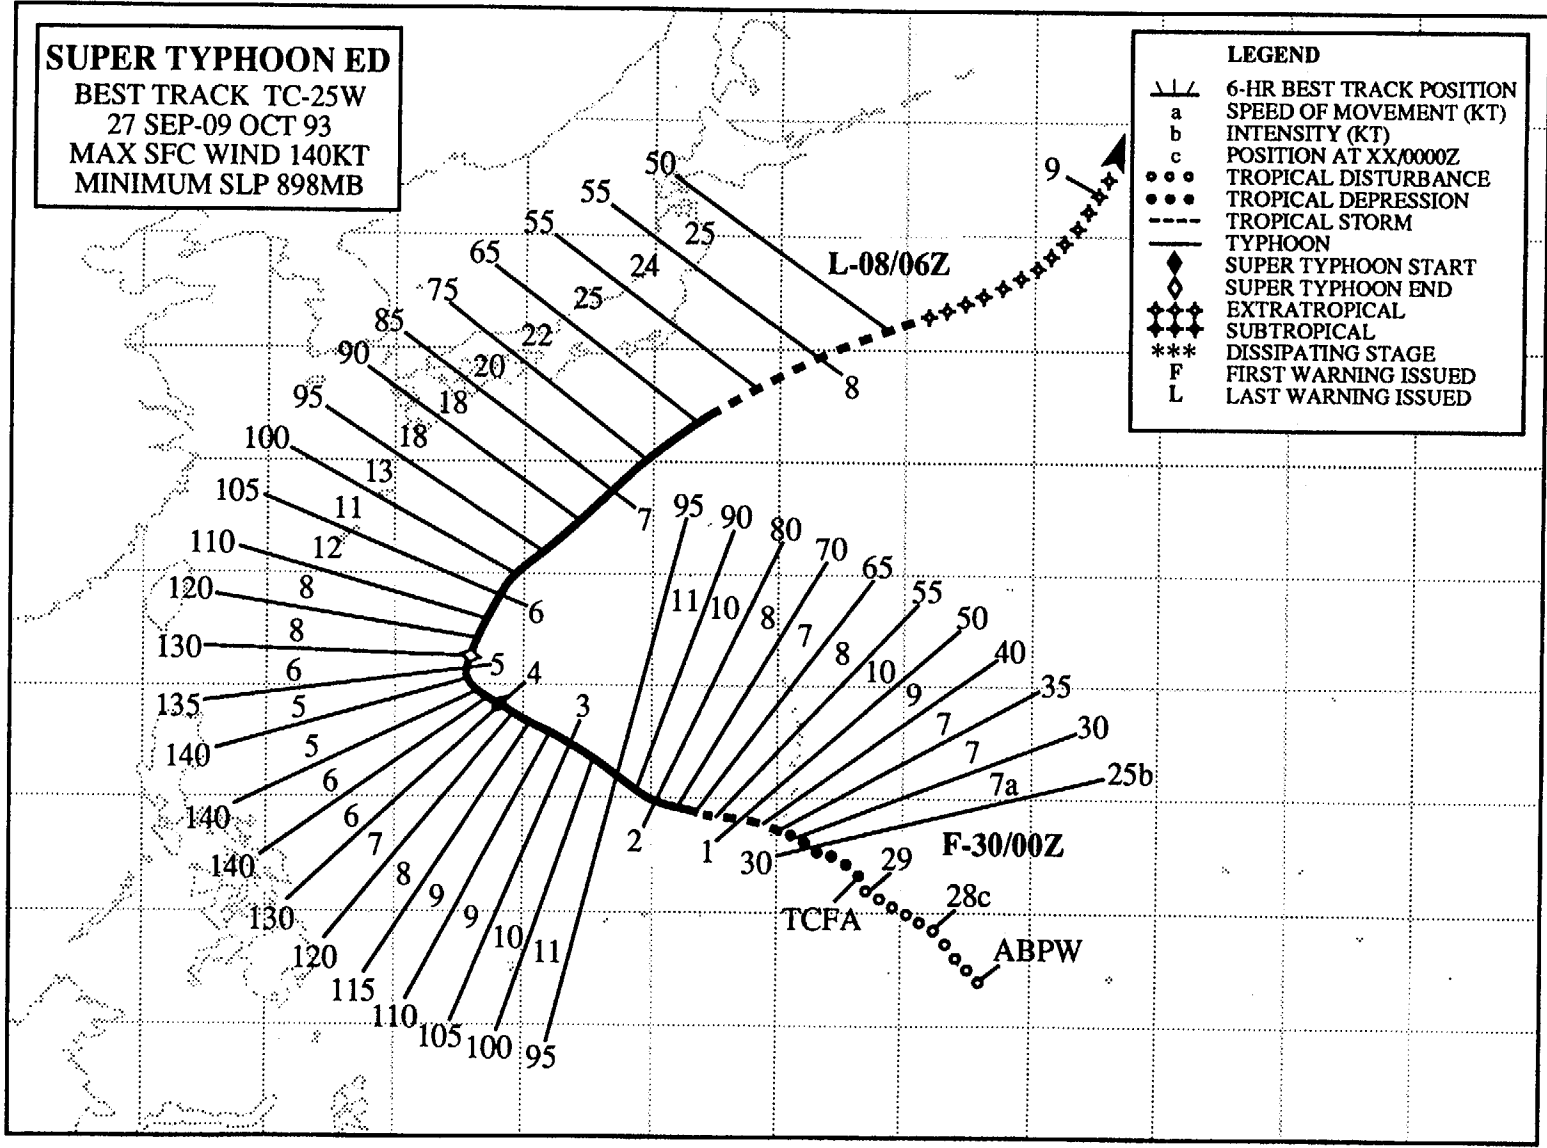 SUPER TYPHOON ED
BEST TRACK TC-25W
27 SEP-09 OCT 93
MAX SFC WIND 140KT
MINIMUM SLP 898MB
LEGEND
6-HR BEST TRACK POSITION
a SPEED OF MOVEMENT (KT)
b INTENSITY (KT)
c POSITION AT XX/0000Z
TROPICAL DISTURBANCE
TROPICAL DEPRESSION
TROPICAL STORM
TYPHOON
SUPER TYPHOON START
SUPER TYPHOON END
EXTRATROPICAL
SUBTROPICAL
*** DISSIPATING STAGE
F FIRST WARNING ISSUED
L LAST WARNING ISSUED
9
50
55
55
65
75
85
90
95
100
105
110
120
130
135
140
140
140
130
120
115
110
105
100
95
25
24
25
22
20
18
18
13
11
12
8
8
6
5
5
6
6
7
8
9
9
10
11
L-08/06Z
8
7
6
5
4
3
2
1
95
90
80
70
65
55
50
40
35
30
25b
30
11
10
8
7
8
10
9
7
7
7a
F-30/00Z
29
TCFA
28c
ABPW